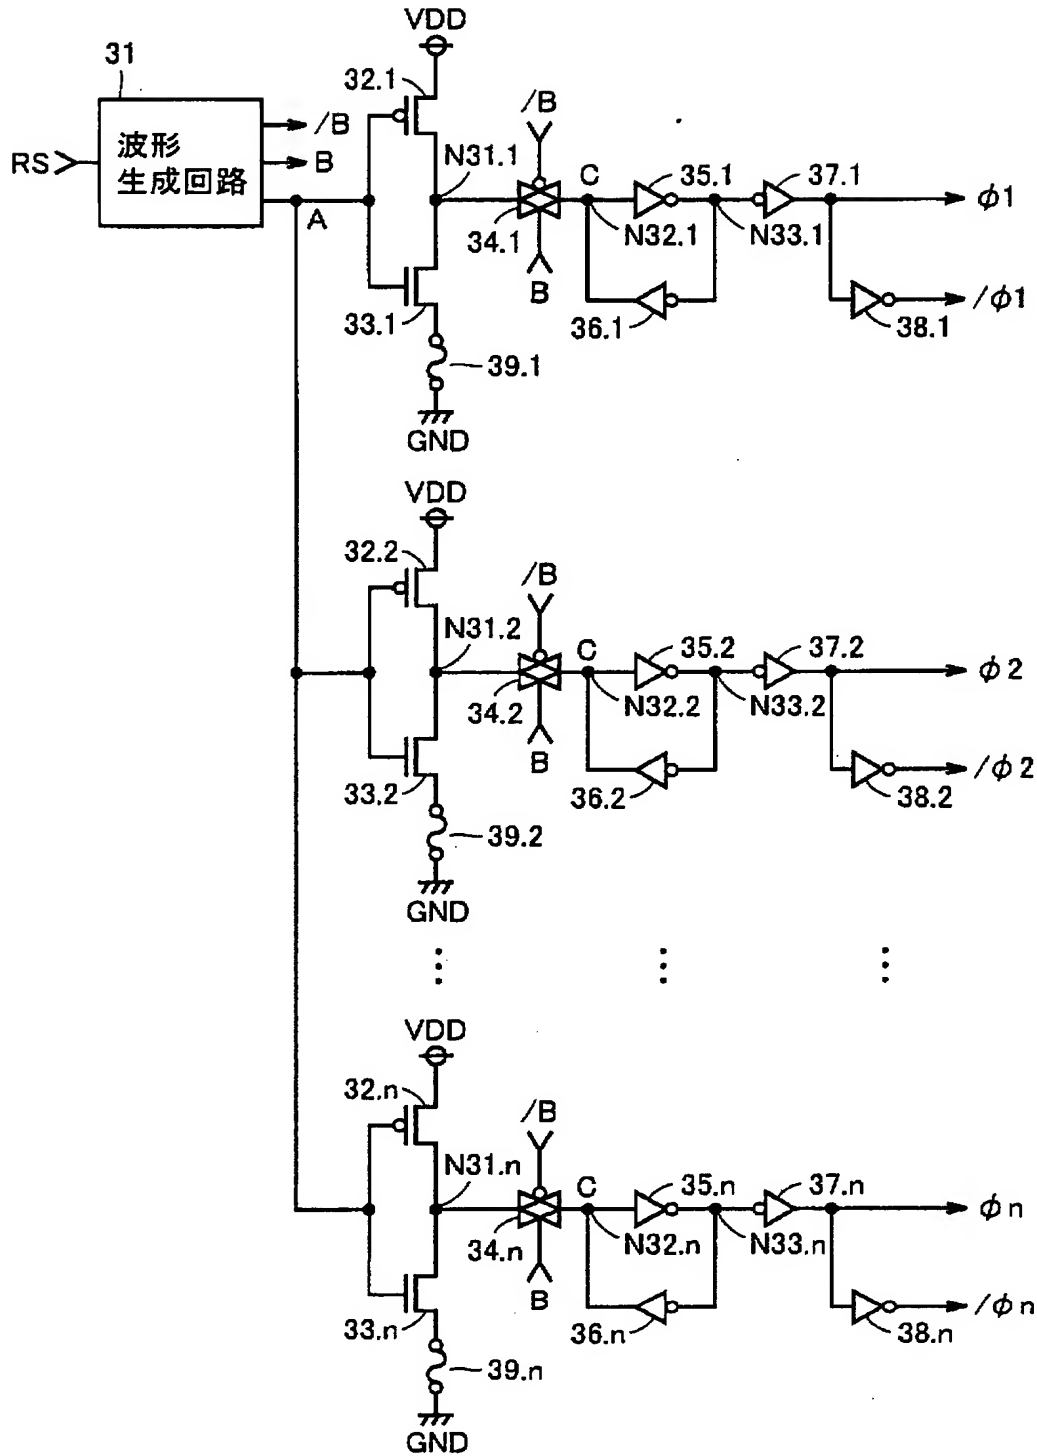 VDD
31
32.1
/B
/B
波形
生成回路
RS
B
N31.1
C
35.1
37.1
φ1
A
34.1
N32.1
N33.1
B
33.1
36.1
/φ1
38.1
39.1
GND
VDD
32.2
/B
N31.2
C
35.2
37.2
φ2
34.2
N32.2
N33.2
B
33.2
36.2
/φ2
38.2
39.2
GND
VDD
32.n
/B
N31.n
C
35.n
37.n
φn
34.n
N32.n
N33.n
B
33.n
36.n
/φn
38.n
39.n
GND